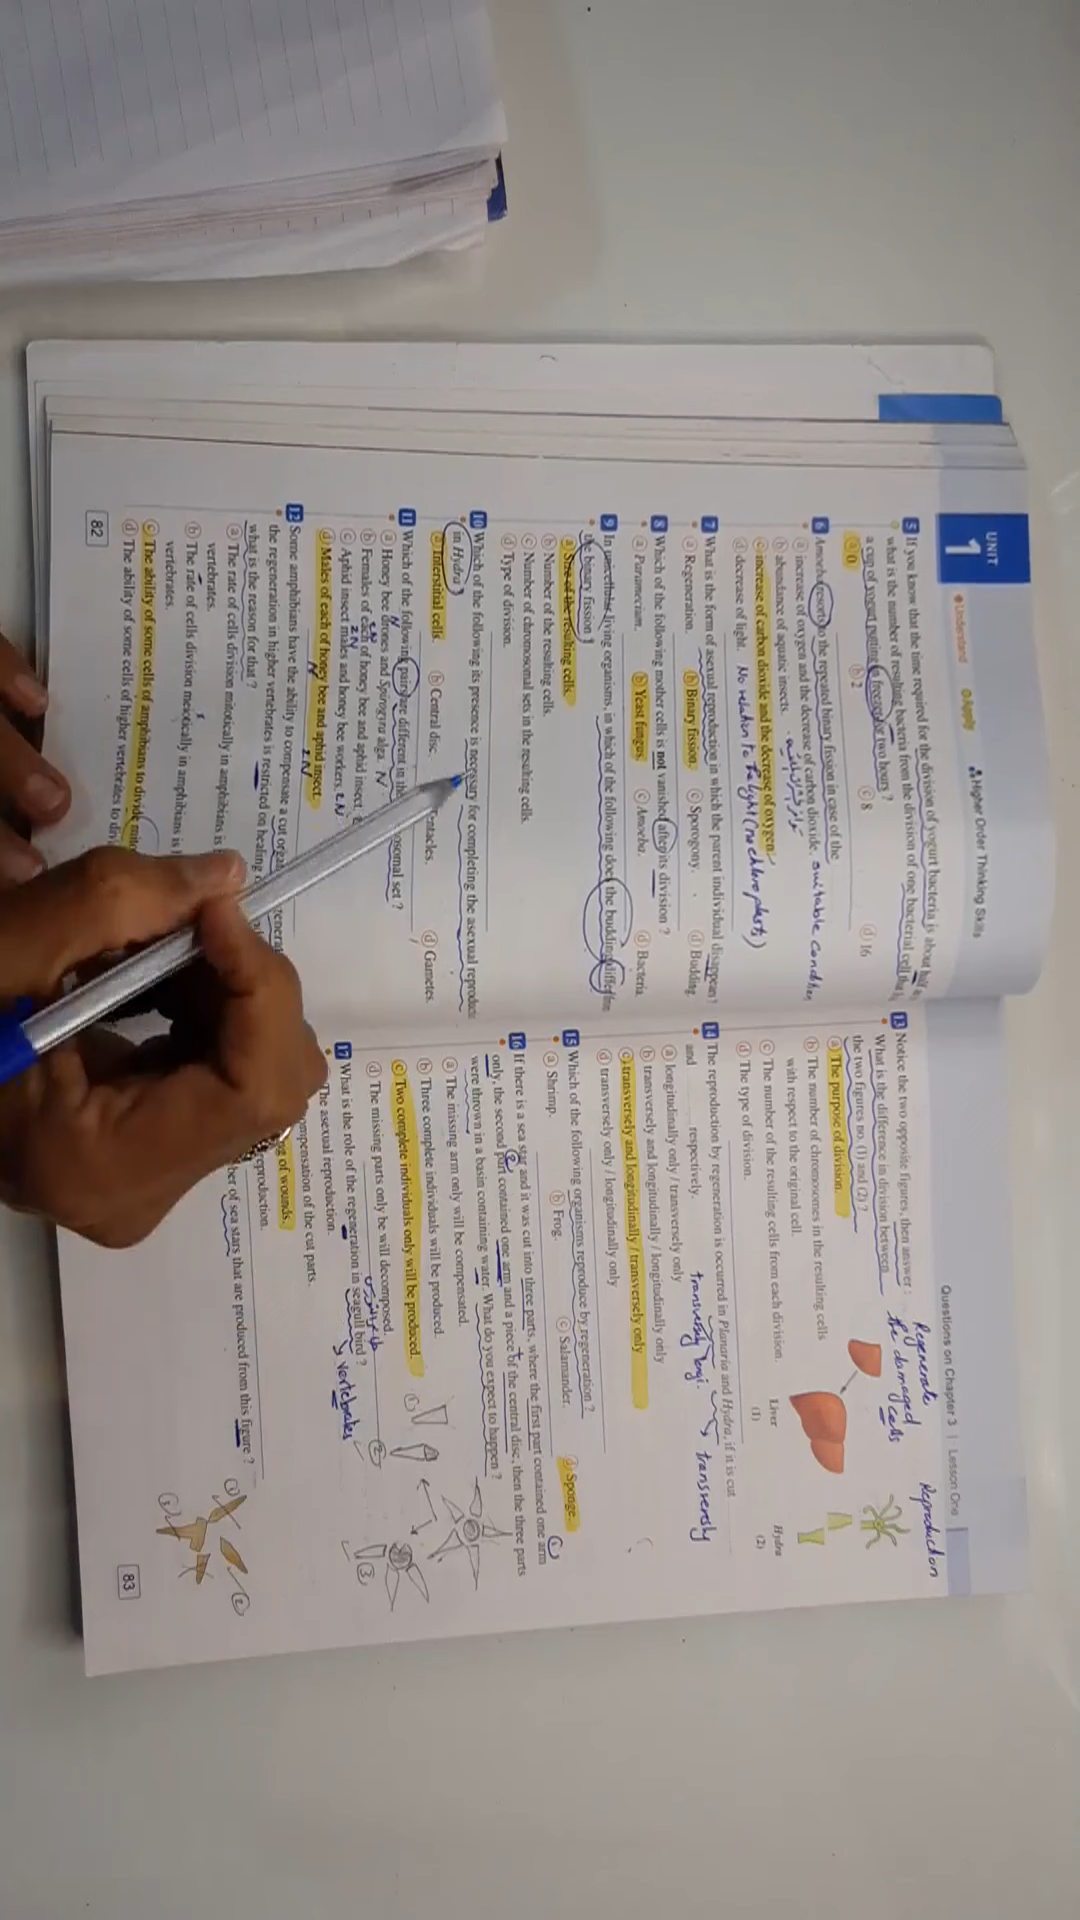 UNIT
1
Higher Order Thinking Skills
Understand Apply
5 If you know that the time required for the division of yogurt bacteria is about half
what is the number of resulting bacteria from the division of one bacterial cell
a cup of yogurt putting in freezer for two hours ?
a 0 b 2 c 8 d 16
6 Amoeba resorts to the repeated binary fission in case of the
a increase of oxygen and the decrease of carbon dioxide. suitable condition
b abundance of aquatic insects.
c increase of carbon dioxide and the decrease of oxygen.
d decrease of light. No relation to the light (no chloroplasts)
7 What is the form of asexual reproduction in which the parent individual disappears ?
a Regeneration. b Binary fission. c Sporogony. d Budding
8 Which of the following mother cells is not vanished after its division ?
a Paramecium. b Yeast fungus. c Amoeba. d Bacteria
9 In unicellular living organisms, in which of the following does the budding differ from
the binary fission ?
a Size of the resulting cells.
b Number of the resulting cells.
c Number of chromosomal sets in the resulting cells.
d Type of division.
10 Which of the following its presence is necessary for completing the asexual reproduction
in Hydra ?
a Interstitial cells. b Central disc. entacles. d Gametes.
11 Which of the following pairs are different in the osomal set ?
a Honey bee drones and Spirogyra alga. N
N
b Females of each of honey bee and aphid insect.
2N
c Aphid insect males and honey bee workers. 2N
2N
d Males of each of honey bee and aphid insect.
N 2N
12 Some amphibians have the ability to compensate a cut organ
the regeneration in higher vertebrates is restricted on healing
what is the reason for that ?
a The rate of cells division mitotically in amphibians is
vertebrates.
b The rate of cells division meiotically in amphibians is
vertebrates.
c The ability of some cells of amphibians to divide
d The ability of some cells of higher vertebrates to
82
Questions on Chapter 3 | Lesson One
13 Notice the two opposite figures, then answer :
What is the difference in division between
the two figures no. (1) and (2) ?
Regenerate
the damaged
cells
Reproduction
a The purpose of division.
b The number of chromosomes in the resulting cells
with respect to the original cell.
c The number of the resulting cells from each division.
d The type of division.
Liver
(1)
Hydra
(2)
14 The reproduction by regeneration is occurred in Planaria and Hydra, if it is cut
and respectively.
transversly
transversly
a longitudinally only / transversely only
b transversely and longitudinally / longitudinally only
c transversely and longitudinally / transversely only
d transversely only / longitudinally only
15 Which of the following organisms reproduce by regeneration ?
a Shrimp. b Frog. c Salamander. d Sponge.
16 If there is a sea star and it was cut into three parts, where the first part contained one arm
only, the second part contained one arm and a piece of the central disc, then the three parts
were thrown in a basin containing water. What do you expect to happen ?
a The missing arm only will be compensated.
b Three complete individuals will be produced.
c Two complete individuals only will be produced.
d The missing parts only be will decomposed.
1
2
3
17 What is the role of the regeneration in seagull bird ?
vertebrates
The asexual reproduction.
ompensation of the cut parts.
ng of wounds.
eproduction.
ber of sea stars that are produced from this figure ?
83